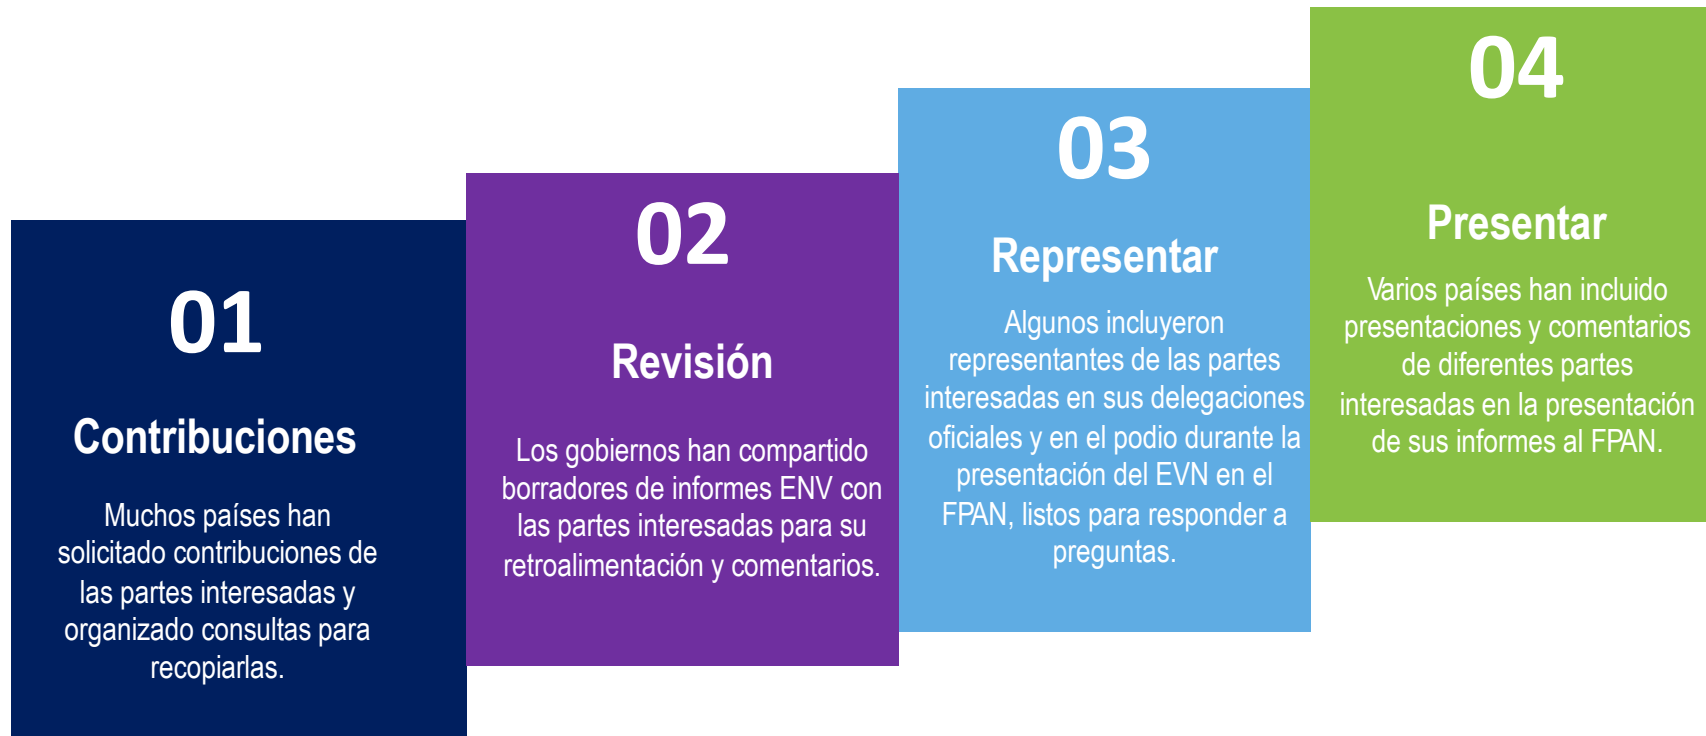 01
Contribuciones
Muchos países han
solicitado contribuciones de
las partes interesadas y
organizado consultas para
recopiarlas.
02
Revisión
Los gobiernos han compartido
borradores de informes ENV con
las partes interesadas para su
retroalimentación y comentarios.
03
Representar
Algunos incluyeron
representantes de las partes
interesadas en sus delegaciones
oficiales y en el podio durante la
presentación del EVN en el
FPAN, listos para responder a
preguntas.
04
Presentar
Varios países han incluido
presentaciones y comentarios
de diferentes partes
interesadas en la presentación
de sus informes al FPAN.